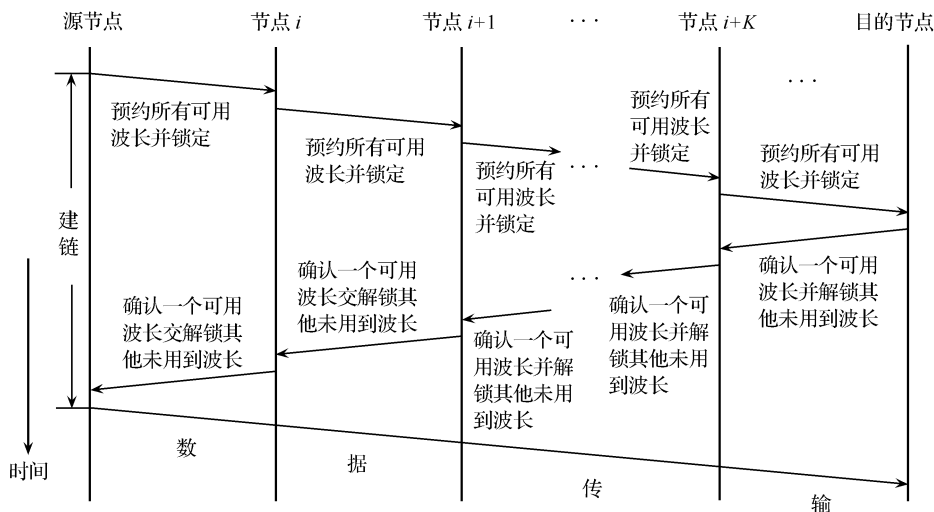 源节点 节点 i 节点 i+1 ··· 节点 i+K 目的节点
···
预约所有可用
波长并锁定
预约所有可用
波长并锁定
预约所有
可用波长
并锁定
···
预约所有
可用波长
并锁定
预约所有可用
波长并锁定
建
链
确认一个可用
波长交解锁其
他未用到波长
确认一个可用
波长交解锁其
他未用到波长
确认一个可
用波长并解
锁其他未用
到波长
···
确认一个可
用波长并解
锁其他未用
到波长
确认一个可用
波长并解锁其
他未用到波长
时间
数
据
传
输